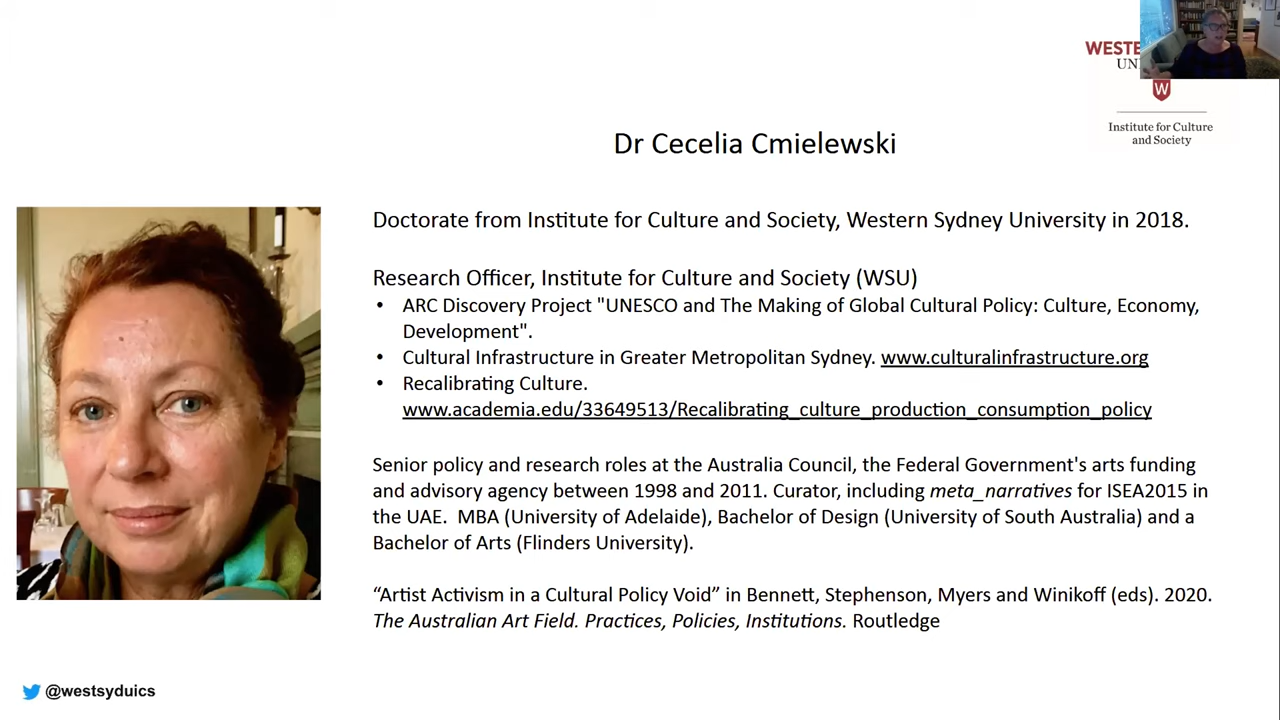 WESTE
UN
W
Institute for Culture
and Society
Dr Cecelia Cmielewski
Doctorate from Institute for Culture and Society, Western Sydney University in 2018.
Research Officer, Institute for Culture and Society (WSU)
• ARC Discovery Project "UNESCO and The Making of Global Cultural Policy: Culture, Economy,
Development".
• Cultural Infrastructure in Greater Metropolitan Sydney. www.culturalinfrastructure.org
• Recalibrating Culture.
www.academia.edu/33649513/Recalibrating_culture_production_consumption_policy
Senior policy and research roles at the Australia Council, the Federal Government's arts funding
and advisory agency between 1998 and 2011. Curator, including meta_narratives for ISEA2015 in
the UAE. MBA (University of Adelaide), Bachelor of Design (University of South Australia) and a
Bachelor of Arts (Flinders University).
“Artist Activism in a Cultural Policy Void” in Bennett, Stephenson, Myers and Winikoff (eds). 2020.
The Australian Art Field. Practices, Policies, Institutions. Routledge
@westsyduics